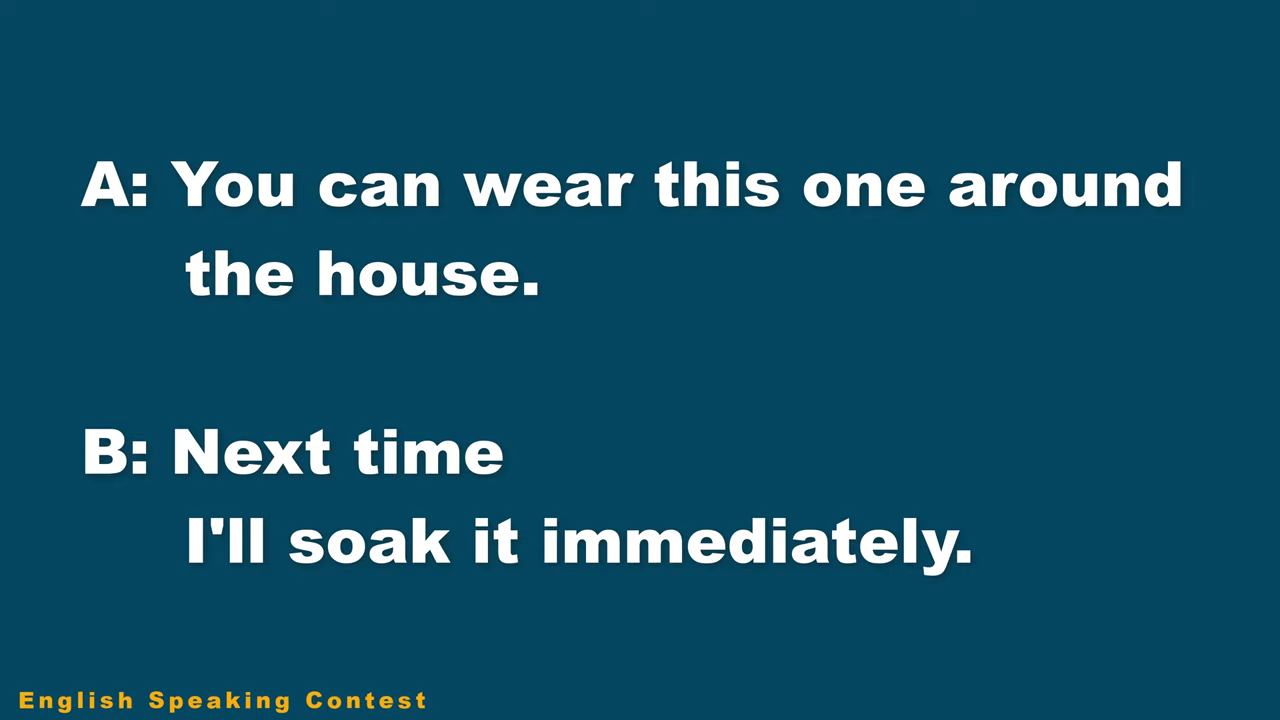 A: You can wear this one around
the house.
B: Next time
I'll soak it immediately.
English Speaking Contest